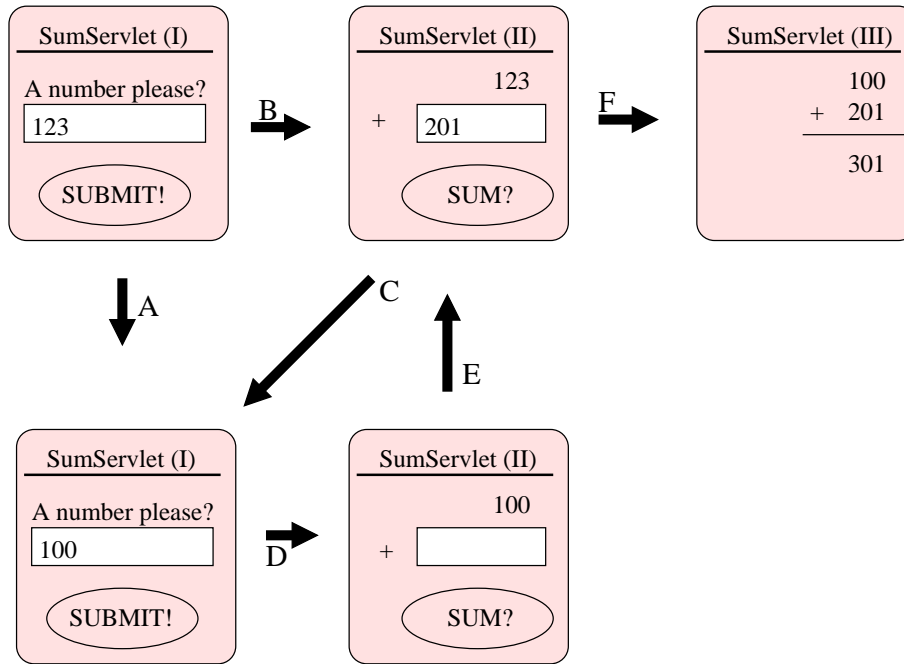 SumServlet (I)
A number please?
123
SUBMIT!
B
SumServlet (II)
123
+ 201
SUM?
F
SumServlet (III)
100
+ 201
301
A
C
E
SumServlet (I)
A number please?
100
SUBMIT!
D
SumServlet (II)
100
+
SUM?